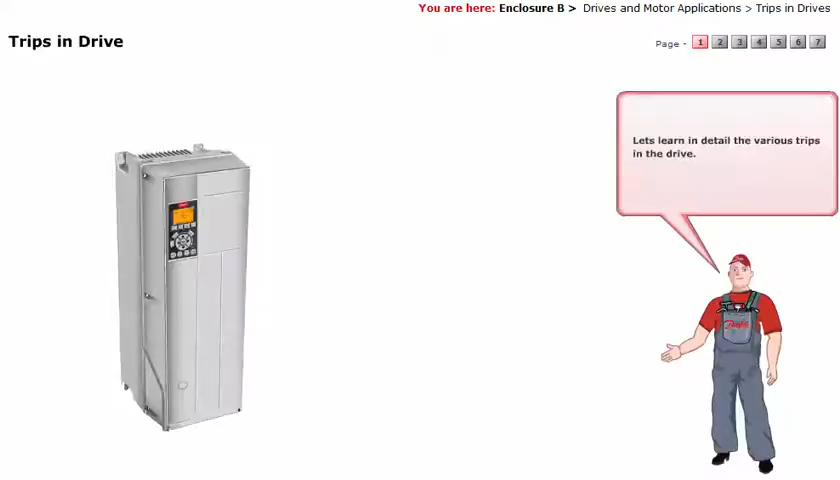 You are here: Enclosure B > Drives and Motor Applications > Trips in Drives
Trips in Drive
Page - 1 2 3 4 5 6 7
Lets learn in detail the various trips
in the drive.
Danfoss